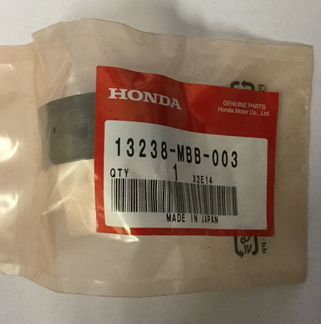 HONDA
GENUINE PARTS
Honda Motor Co., Ltd.
13238-MBB-003
QTY 1 X2E14
MADE IN JAPAN